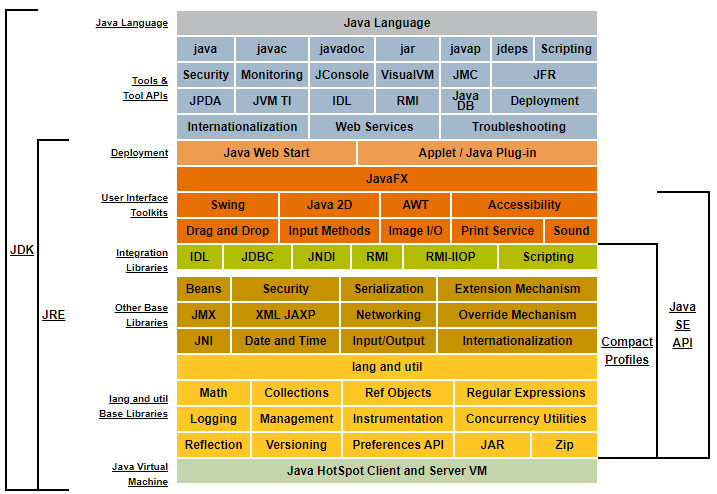 Java Language Java Language
java javac javadoc jar javap jdeps Scripting
Security Monitoring JConsole VisualVM JMC JFR
Tools &
Tool APIs
JPDA JVM TI IDL RMI Java DB Deployment
Internationalization Web Services Troubleshooting
Deployment Java Web Start Applet / Java Plug-in
JavaFX
User Interface
Toolkits
Swing Java 2D AWT Accessibility
Drag and Drop Input Methods Image I/O Print Service Sound
Integration
Libraries
IDL JDBC JNDI RMI RMI-IIOP Scripting
JDK
Beans Security Serialization Extension Mechanism
Other Base
Libraries
JMX XML JAXP Networking Override Mechanism
JRE
Java
SE
API
JNI Date and Time Input/Output Internationalization
Compact
Profiles
lang and util
Math Collections Ref Objects Regular Expressions
lang and util
Base Libraries
Logging Management Instrumentation Concurrency Utilities
Reflection Versioning Preferences API JAR Zip
Java Virtual
Machine
Java HotSpot Client and Server VM